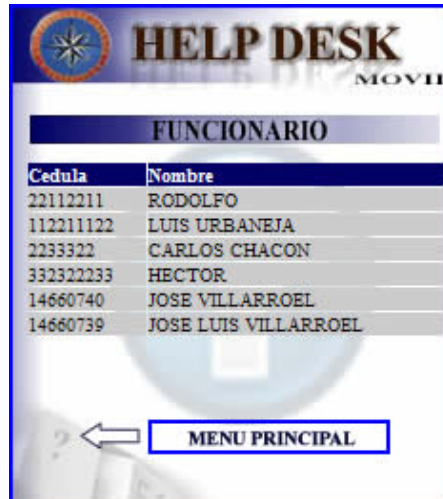 HELP DESK
MOVIL
FUNCIONARIO
Cedula Nombre
22112211 RODOLFO
112211122 LUIS URBANEJA
2233322 CARLOS CHACON
332322233 HECTOR
14660740 JOSE VILLARROEL
14660739 JOSE LUIS VILLARROEL
?
MENU PRINCIPAL